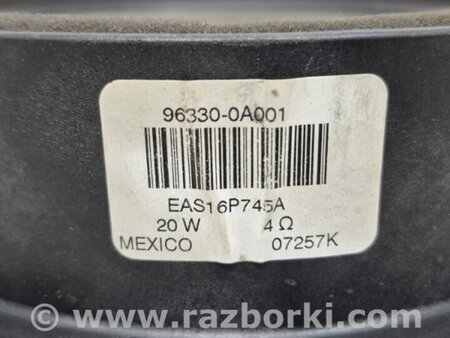 96330-0A001
EAS16P745A
20 W 4 Ω
MEXICO 07257K
www.razborki.com